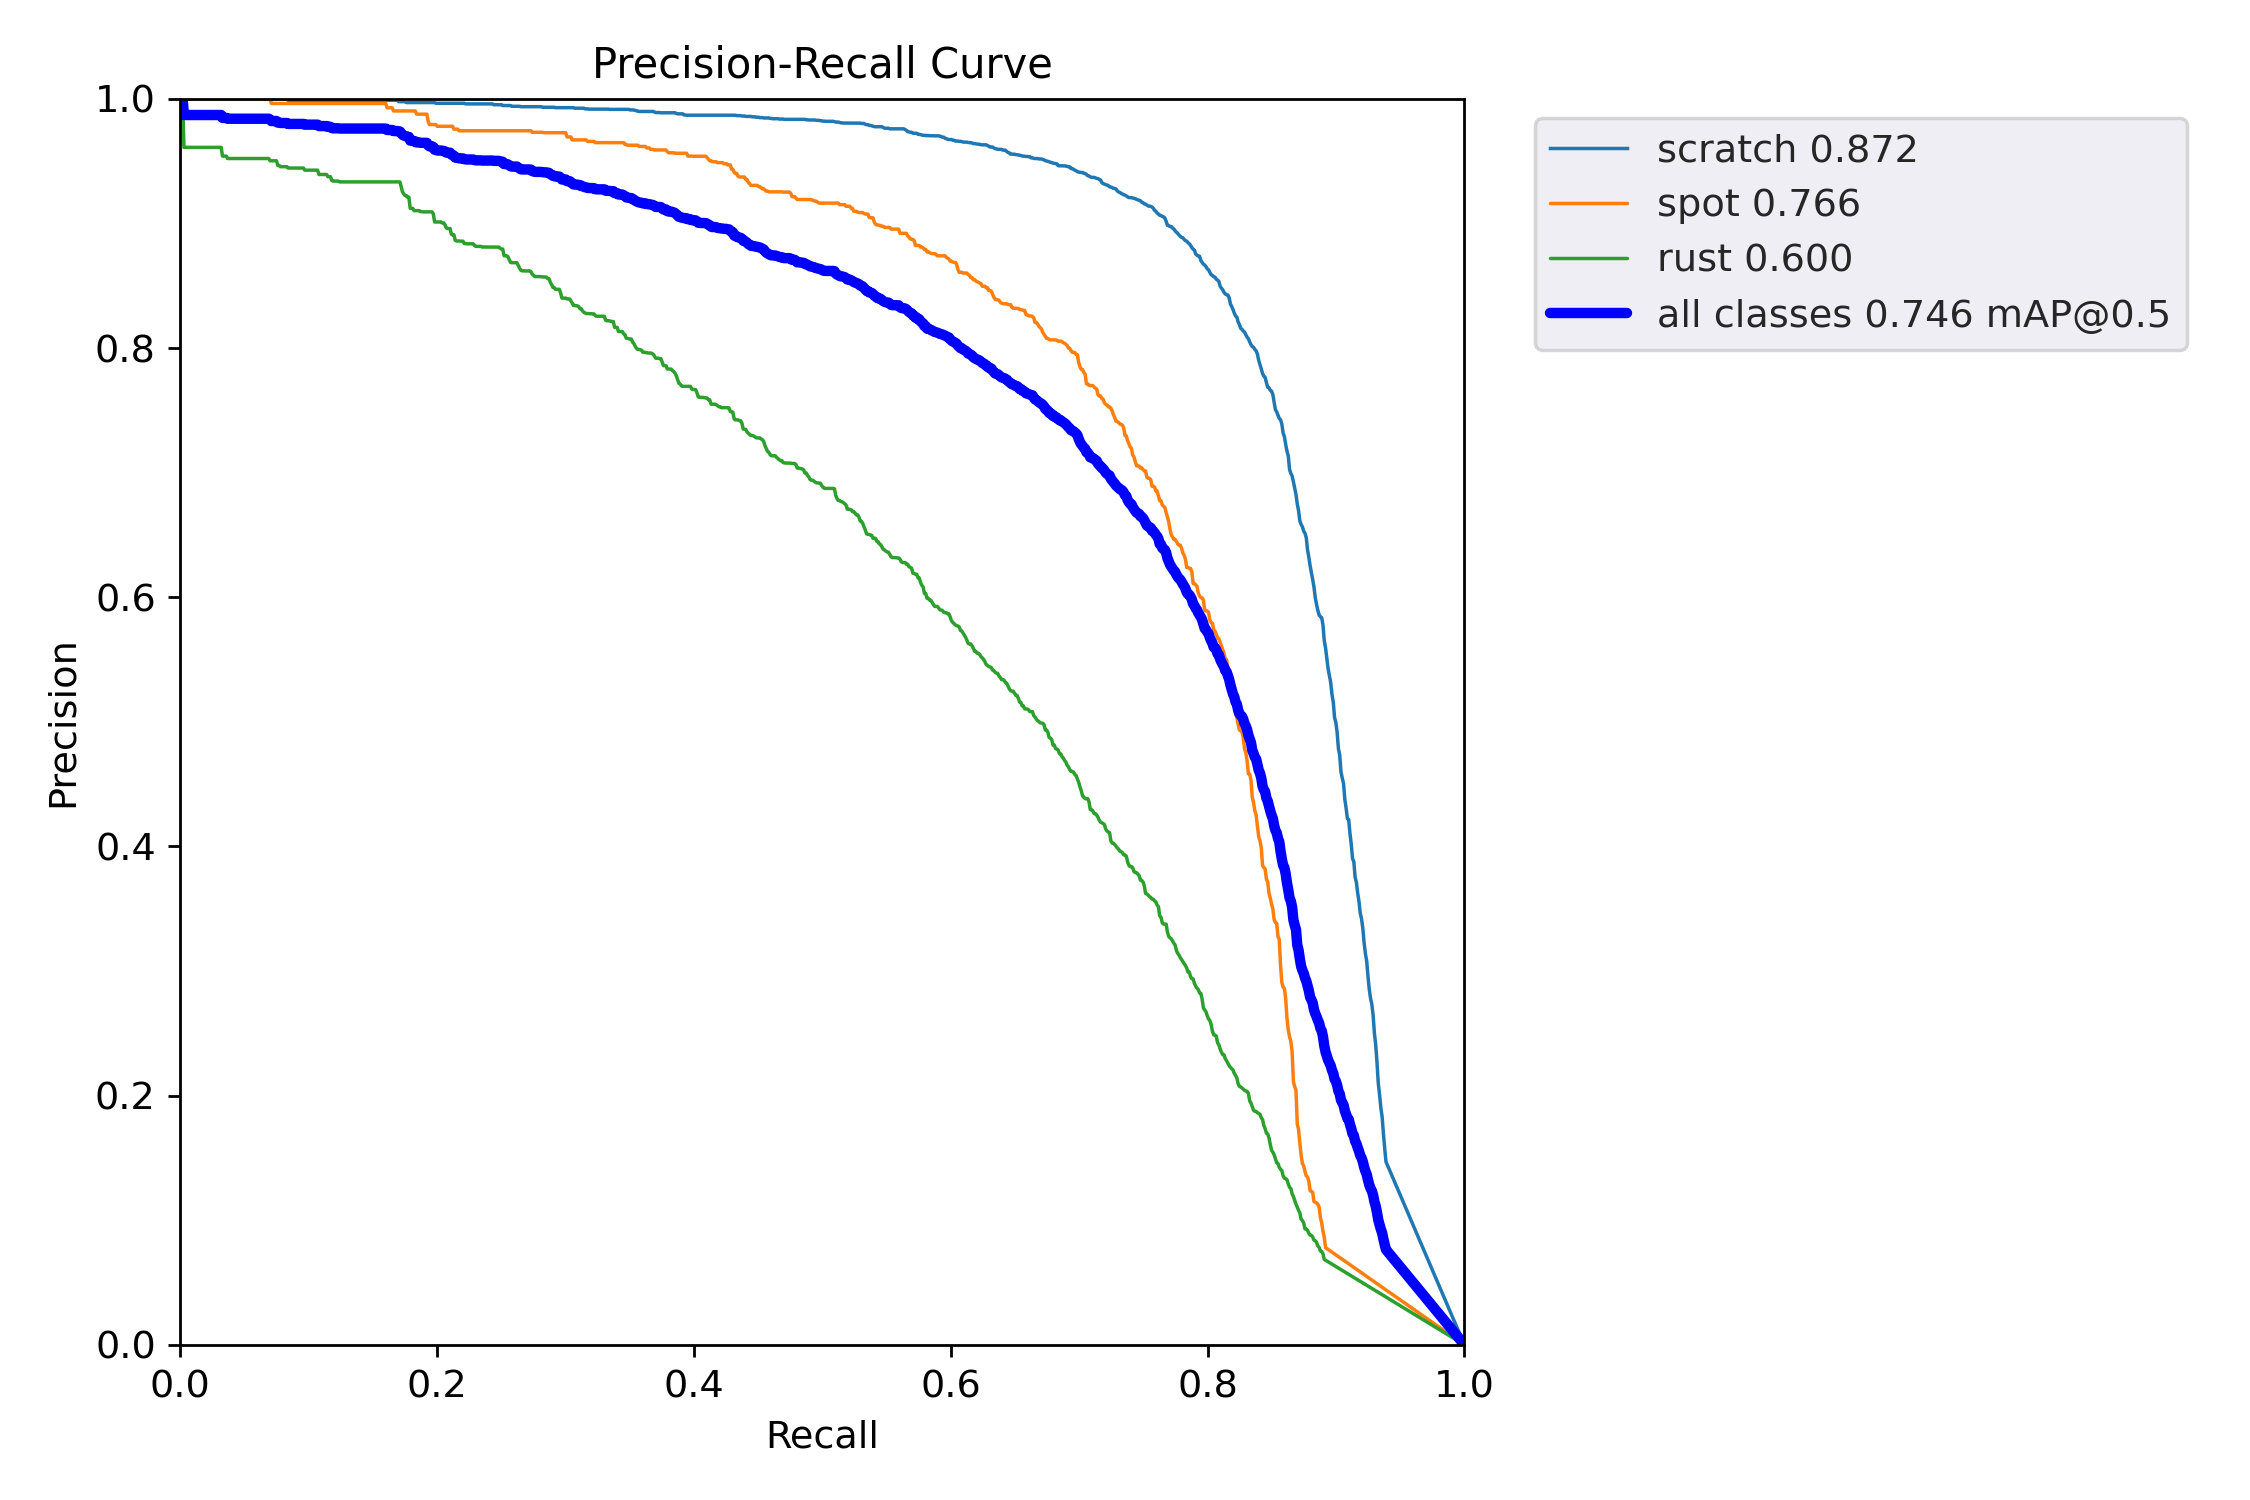 Precision-Recall Curve
1.0
0.8
0.6
0.4
0.2
0.0
Precision
0.0 0.2 0.4 0.6 0.8 1.0
Recall
scratch 0.872
spot 0.766
rust 0.600
all classes 0.746 mAP@0.5